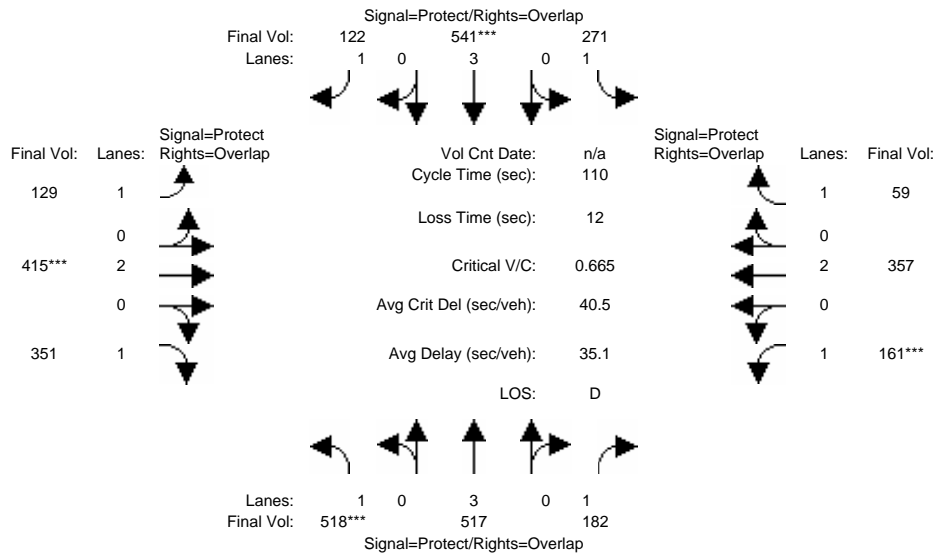 Signal=Protect/Rights=Overlap
Final Vol: 122 541*** 271
Lanes: 1 0 3 0 1
Signal=Protect Signal=Protect
Final Vol: Lanes: Rights=Overlap Vol Cnt Date: n/a Rights=Overlap Lanes: Final Vol:
Cycle Time (sec): 110
129 1 1 59
Loss Time (sec): 12
0 0
415*** 2 Critical V/C: 0.665 2 357
0 Avg Crit Del (sec/veh): 40.5 0
351 1 Avg Delay (sec/veh): 35.1 1 161***
LOS: D
Lanes: 1 0 3 0 1
Final Vol: 518*** 517 182
Signal=Protect/Rights=Overlap